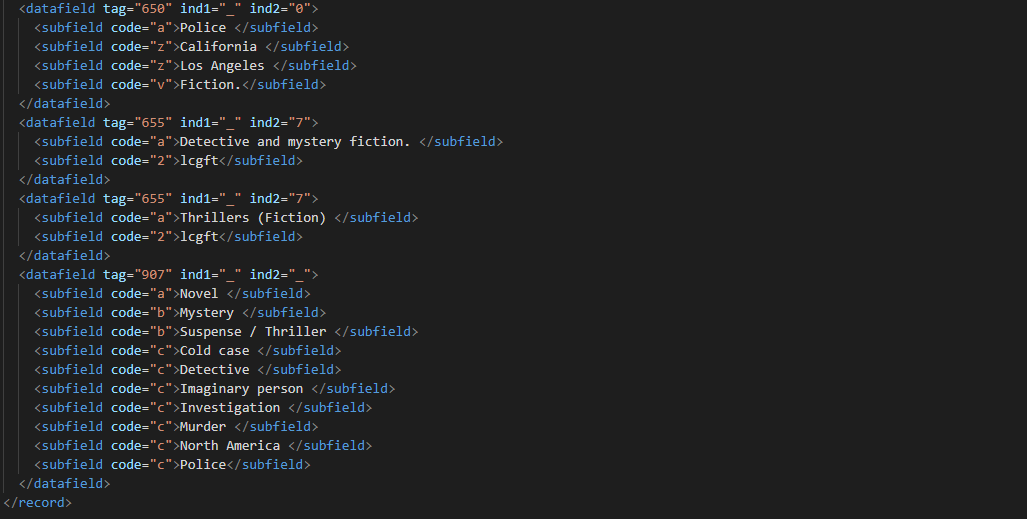 <datafield tag="650" ind1="_" ind2="0">
<subfield code="a">Police </subfield>
<subfield code="z">California </subfield>
<subfield code="z">Los Angeles </subfield>
<subfield code="v">Fiction.</subfield>
</datafield>
<datafield tag="655" ind1="_" ind2="7">
<subfield code="a">Detective and mystery fiction. </subfield>
<subfield code="2">lcgft</subfield>
</datafield>
<datafield tag="655" ind1="_" ind2="7">
<subfield code="a">Thrillers (Fiction) </subfield>
<subfield code="2">lcgft</subfield>
</datafield>
<datafield tag="907" ind1="_" ind2="_">
<subfield code="a">Novel </subfield>
<subfield code="b">Mystery </subfield>
<subfield code="b">Suspense / Thriller </subfield>
<subfield code="c">Cold case </subfield>
<subfield code="c">Detective </subfield>
<subfield code="c">Imaginary person </subfield>
<subfield code="c">Investigation </subfield>
<subfield code="c">Murder </subfield>
<subfield code="c">North America </subfield>
<subfield code="c">Police</subfield>
</datafield>
</record>